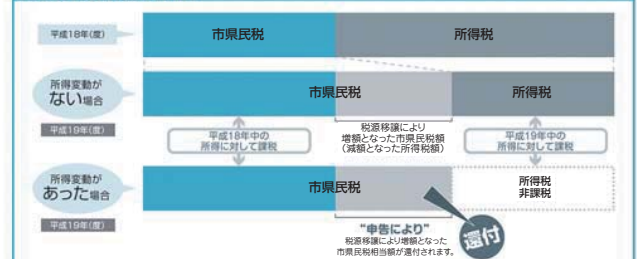 平成18年(度)
市県民税
所得税
所得変動が
ない場合
平成19年(度)
市県民税
所得税
平成18年中の
所得に対して課税
税源移譲により
増額となった市県民税額
(減額となった所得税額)
平成19年中の
所得に対して課税
所得変動が
あった場合
平成19年(度)
市県民税
所得税
非課税
"申告により"
税源移譲により増額となった
市県民税相当額が還付されます。
還付